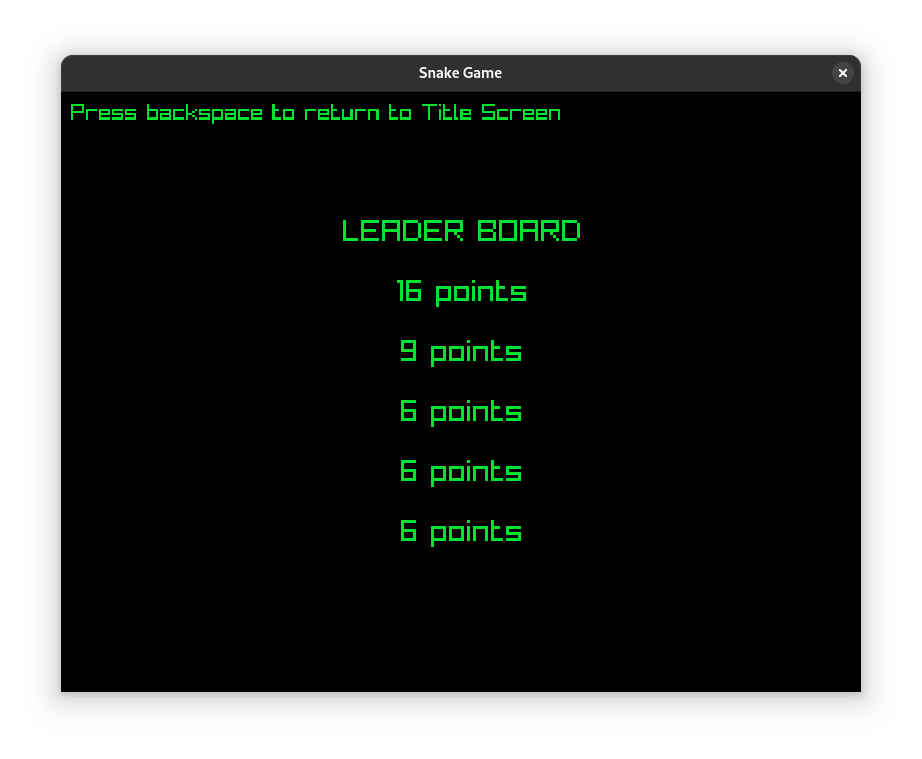 Snake Game
Press backspace to return to Title Screen
LEADER BOARD
16 points
9 points
6 points
6 points
6 points